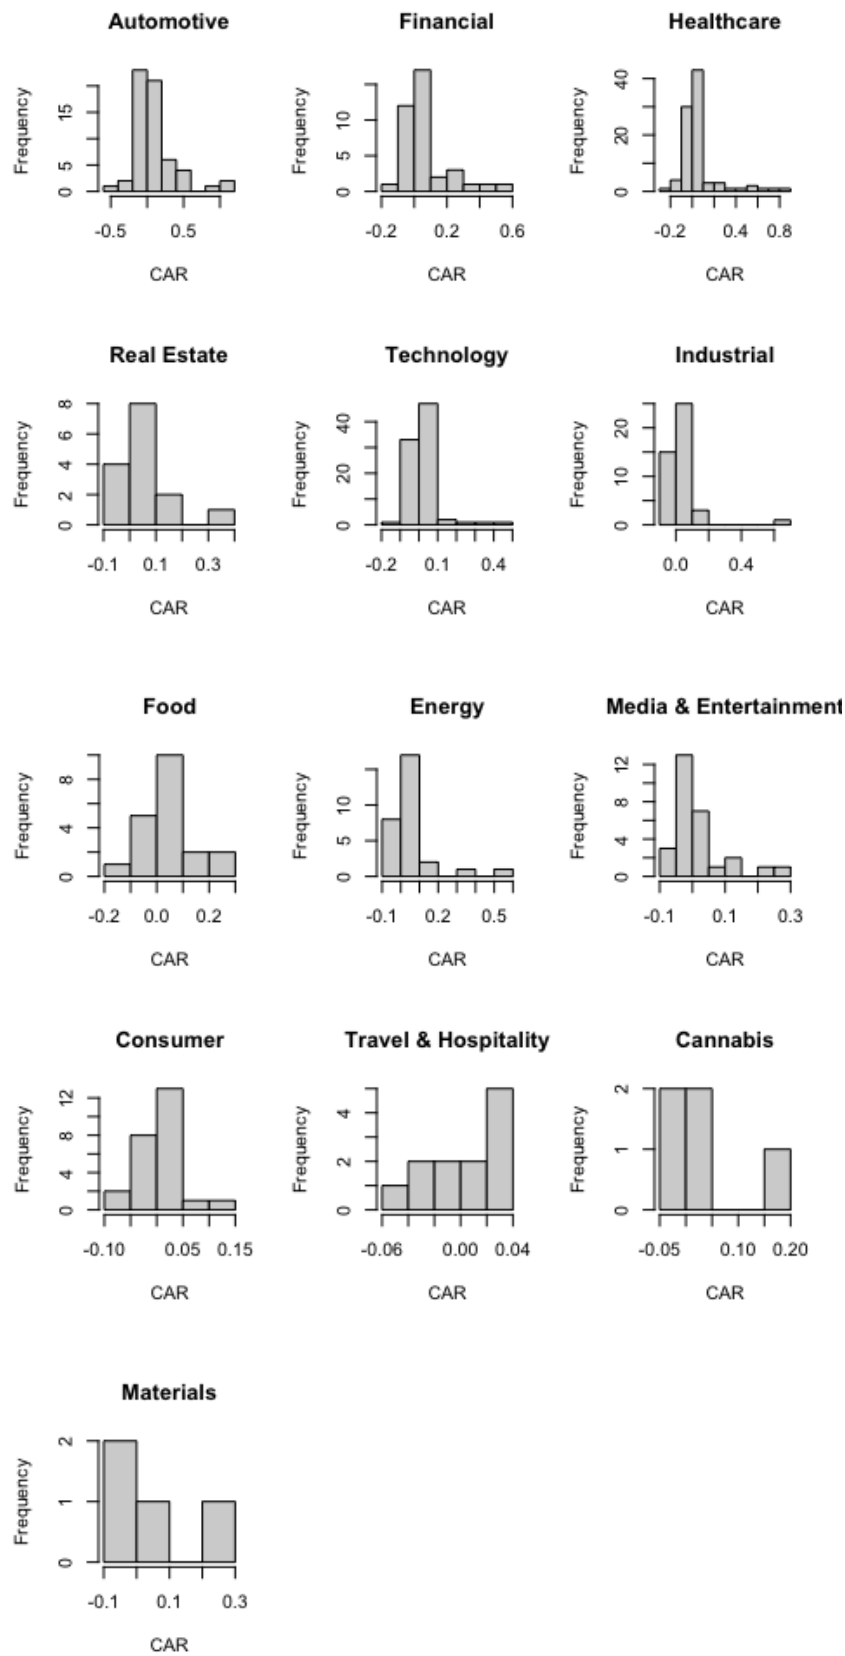 Automotive
Frequency
15
5
0
-0.5 0.5
CAR
Financial
Frequency
10
5
0
-0.2 0.2 0.6
CAR
Healthcare
Frequency
40
20
0
-0.2 0.4 0.8
CAR
Real Estate
Frequency
8
6
4
2
0
-0.1 0.1 0.3
CAR
Technology
Frequency
40
20
0
-0.2 0.1 0.4
CAR
Industrial
Frequency
20
10
0
0.0 0.4
CAR
Food
Frequency
8
4
0
-0.2 0.0 0.2
CAR
Energy
Frequency
10
5
0
-0.1 0.2 0.5
CAR
Media & Entertainment
Frequency
12
8
4
0
-0.1 0.1 0.3
CAR
Consumer
Frequency
12
8
4
0
-0.10 0.05 0.15
CAR
Travel & Hospitality
Frequency
4
2
0
-0.06 0.00 0.04
CAR
Cannabis
Frequency
2
1
0
-0.05 0.10 0.20
CAR
Materials
Frequency
2
1
0
-0.1 0.1 0.3
CAR